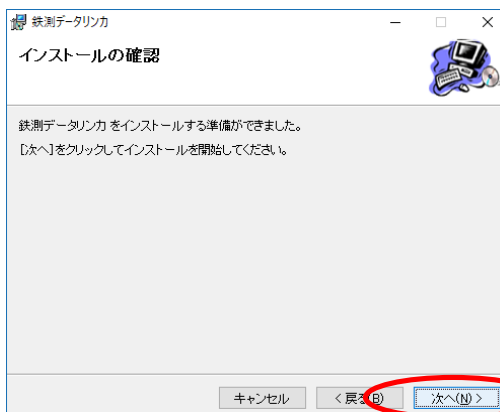 鉄測データリンカ
インストールの確認
鉄測データリンカ をインストールする準備ができました。
[次へ]をクリックしてインストールを開始してください。
キャンセル
< 戻る(B)
次へ(N) >